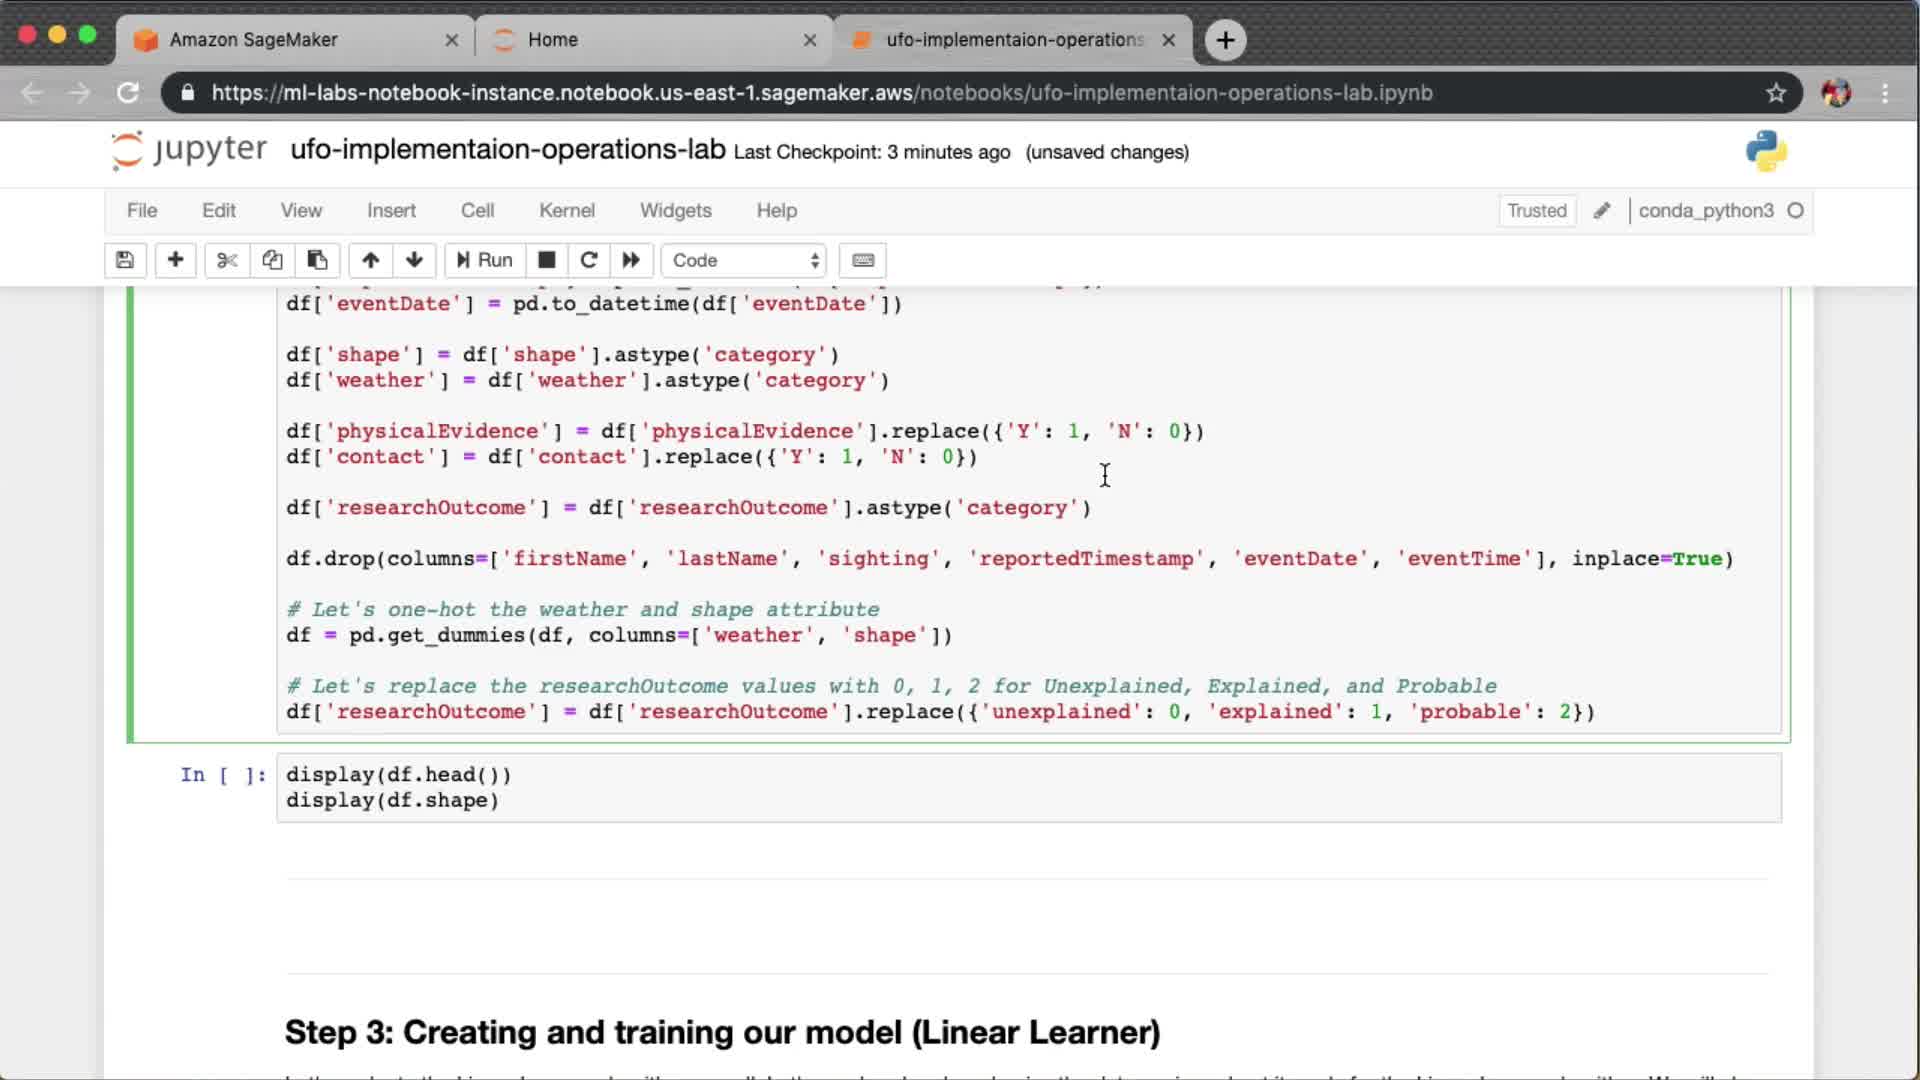 Amazon SageMaker
Home
ufo-implementaion-operations
https://ml-labs-notebook-instance.notebook.us-east-1.sagemaker.aws/notebooks/ufo-implementaion-operations-lab.ipynb
jupyter ufo-implementaion-operations-lab Last Checkpoint: 3 minutes ago (unsaved changes)
File Edit View Insert Cell Kernel Widgets Help Trusted conda_python3
Run Code
df['eventDate'] = pd.to_datetime(df['eventDate'])
df['shape'] = df['shape'].astype('category')
df['weather'] = df['weather'].astype('category')
df['physicalEvidence'] = df['physicalEvidence'].replace({'Y': 1, 'N': 0})
df['contact'] = df['contact'].replace({'Y': 1, 'N': 0})
df['researchOutcome'] = df['researchOutcome'].astype('category')
df.drop(columns=['firstName', 'lastName', 'sighting', 'reportedTimestamp', 'eventDate', 'eventTime'], inplace=True)
# Let's one-hot the weather and shape attribute
df = pd.get_dummies(df, columns=['weather', 'shape'])
# Let's replace the researchOutcome values with 0, 1, 2 for Unexplained, Explained, and Probable
df['researchOutcome'] = df['researchOutcome'].replace({'unexplained': 0, 'explained': 1, 'probable': 2})
In [ ]: display(df.head())
display(df.shape)
Step 3: Creating and training our model (Linear Learner)